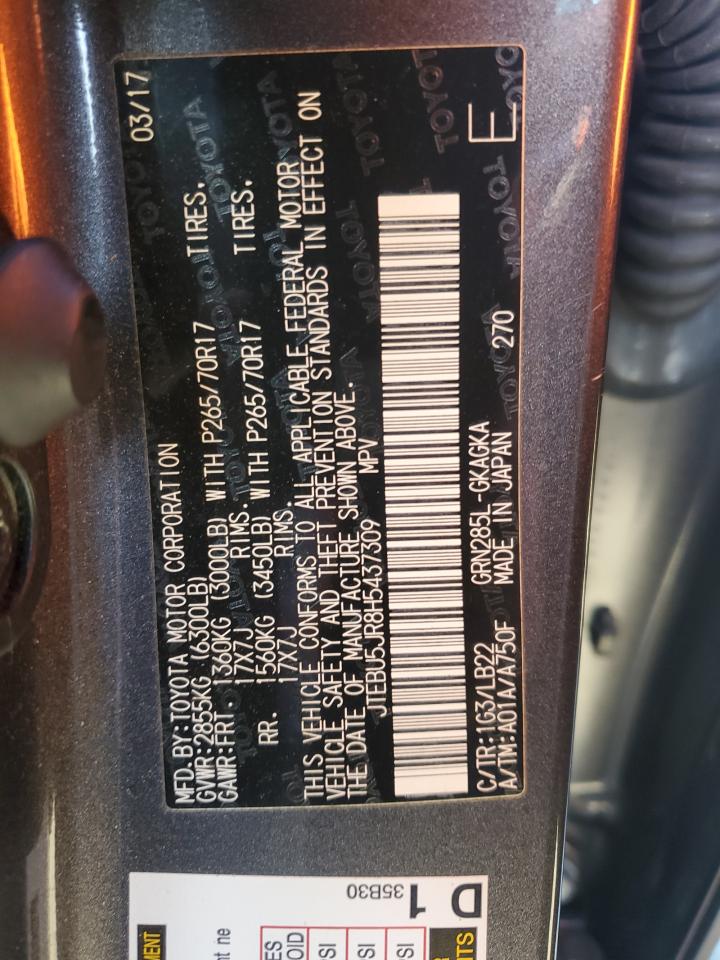 03/17
MFD. BY: TOYOTA MOTOR CORPORATION
GVWR: 2855KG (6300LB)
GAWR: FRT. 1360KG (3000LB) WITH P265/70R17 TIRES.
17X7J RIMS.
RR. 1560KG (3450LB) WITH P265/70R17 TIRES.
17X7J RIMS.
THIS VEHICLE CONFORMS TO ALL APPLICABLE FEDERAL MOTOR
VEHICLE SAFETY AND THEFT PREVENTION STANDARDS IN EFFECT ON
THE DATE OF MANUFACTURE SHOWN ABOVE.
JTEBU5JR8H5437309 MPV
E
C/TR: 1G3/LB22 GRN285L-GKAGKA 270
A/TM: A01A/A750F MADE IN JAPAN
D 1
35B30